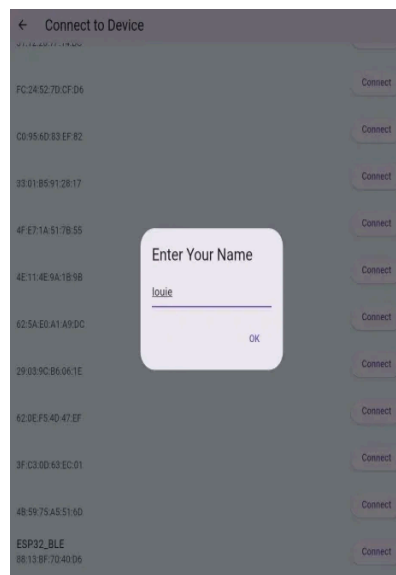 Connect to Device
FC:24:52:7D:CF:D6 Connect
C0:95:6D:83:EF:82 Connect
33:01:B5:91:28:17 Connect
4F:E7:1A:51:7B:55 Connect
Enter Your Name
louie
4E:11:4E:9A:1B:9B Connect
62:5A:E0:A1:A9:DC Connect
OK
29:03:9C:B6:06:1E Connect
62:0E:F5:4D:47:EF Connect
3F:C3:0D:63:EC:01 Connect
4B:59:75:A5:51:6D Connect
ESP32_BLE
88:13:BF:70:40:D6 Connect